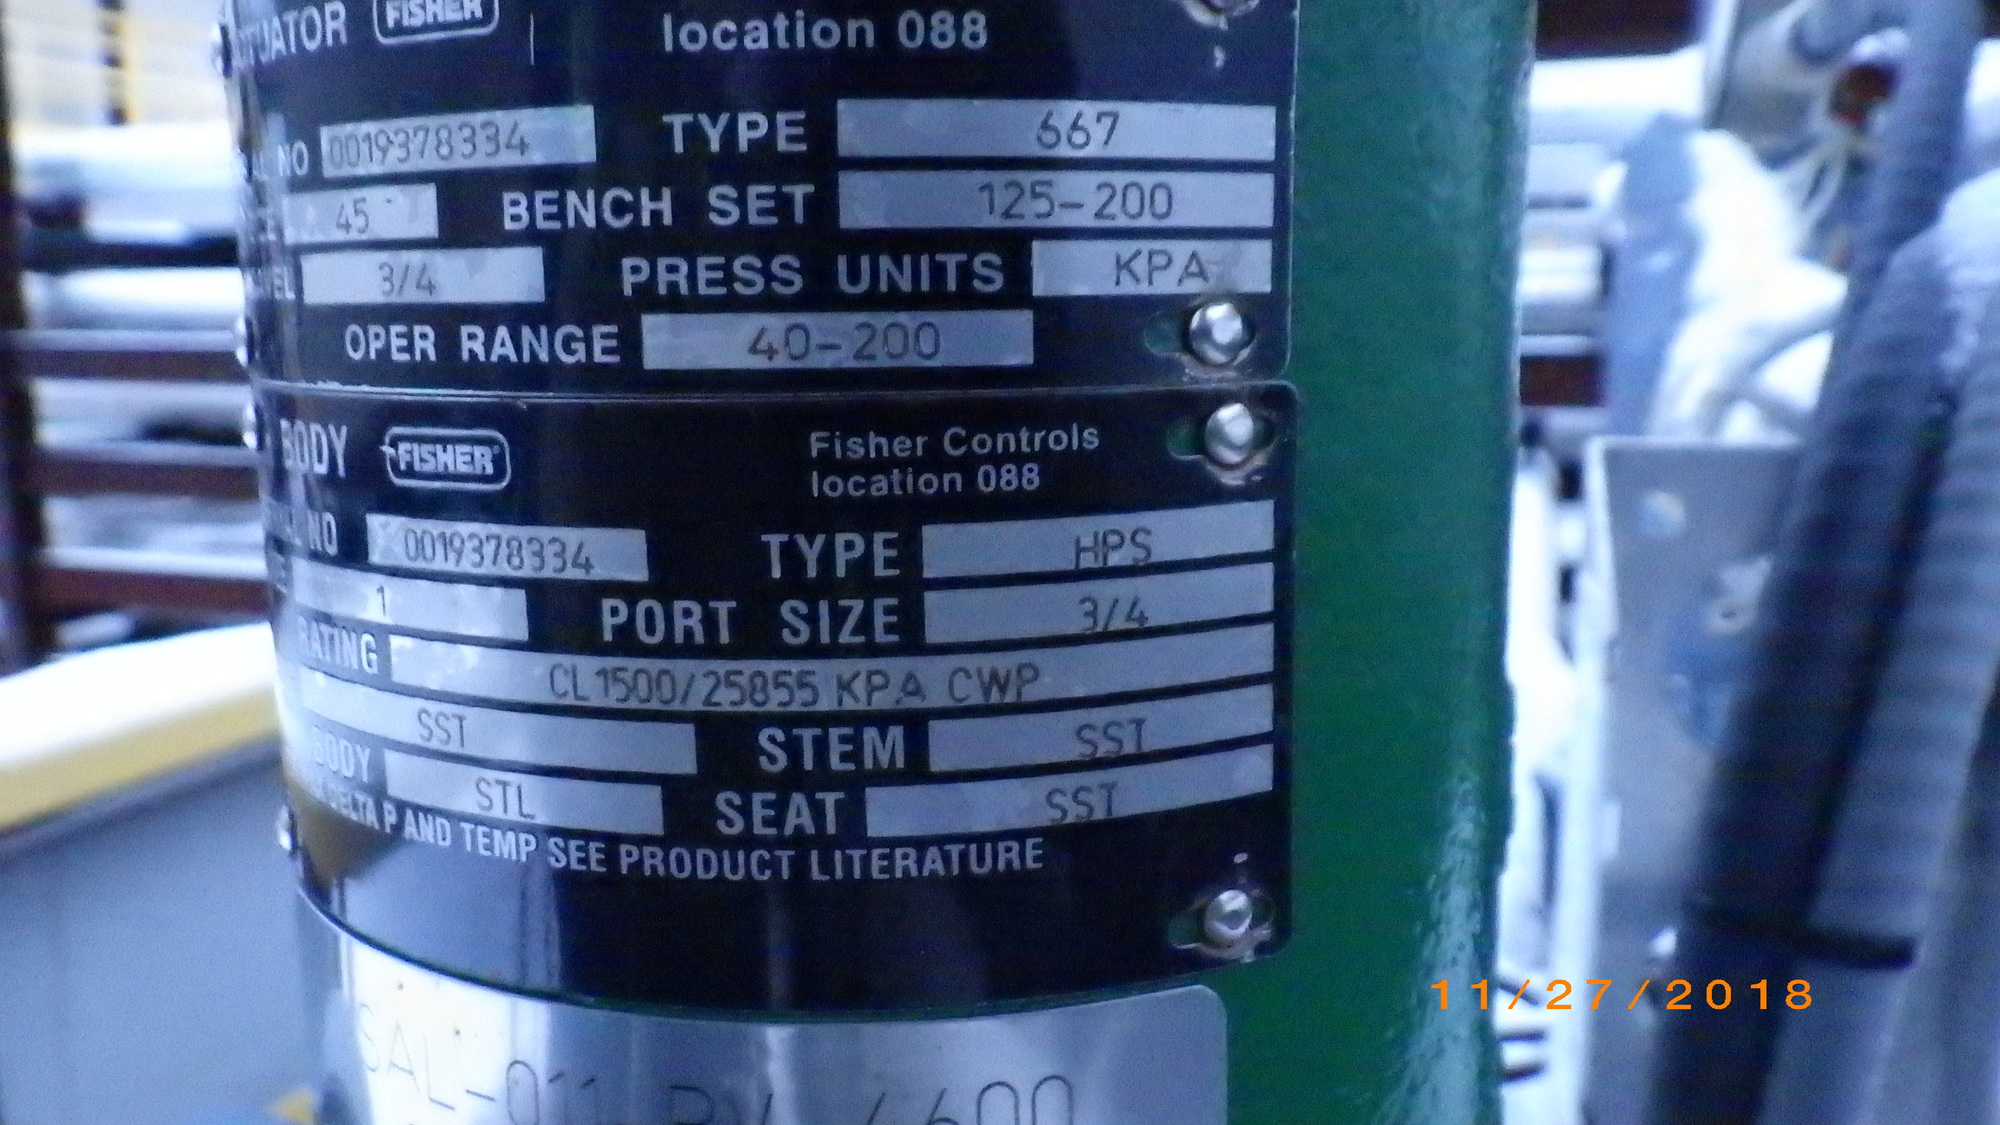 FISHER
location 088
NO 0019378334 TYPE 667
45 BENCH SET 125-200
3/4 PRESS UNITS KPA
OPER RANGE 40-200
BODY FISHER Fisher Controls
location 088
NO 0019378334 TYPE HPS
1 PORT SIZE 3/4
RATING CL1500/25855 KPA CWP
SST STEM SST
BODY STL SEAT SST
DELTA P AND TEMP SEE PRODUCT LITERATURE
11/27/2018